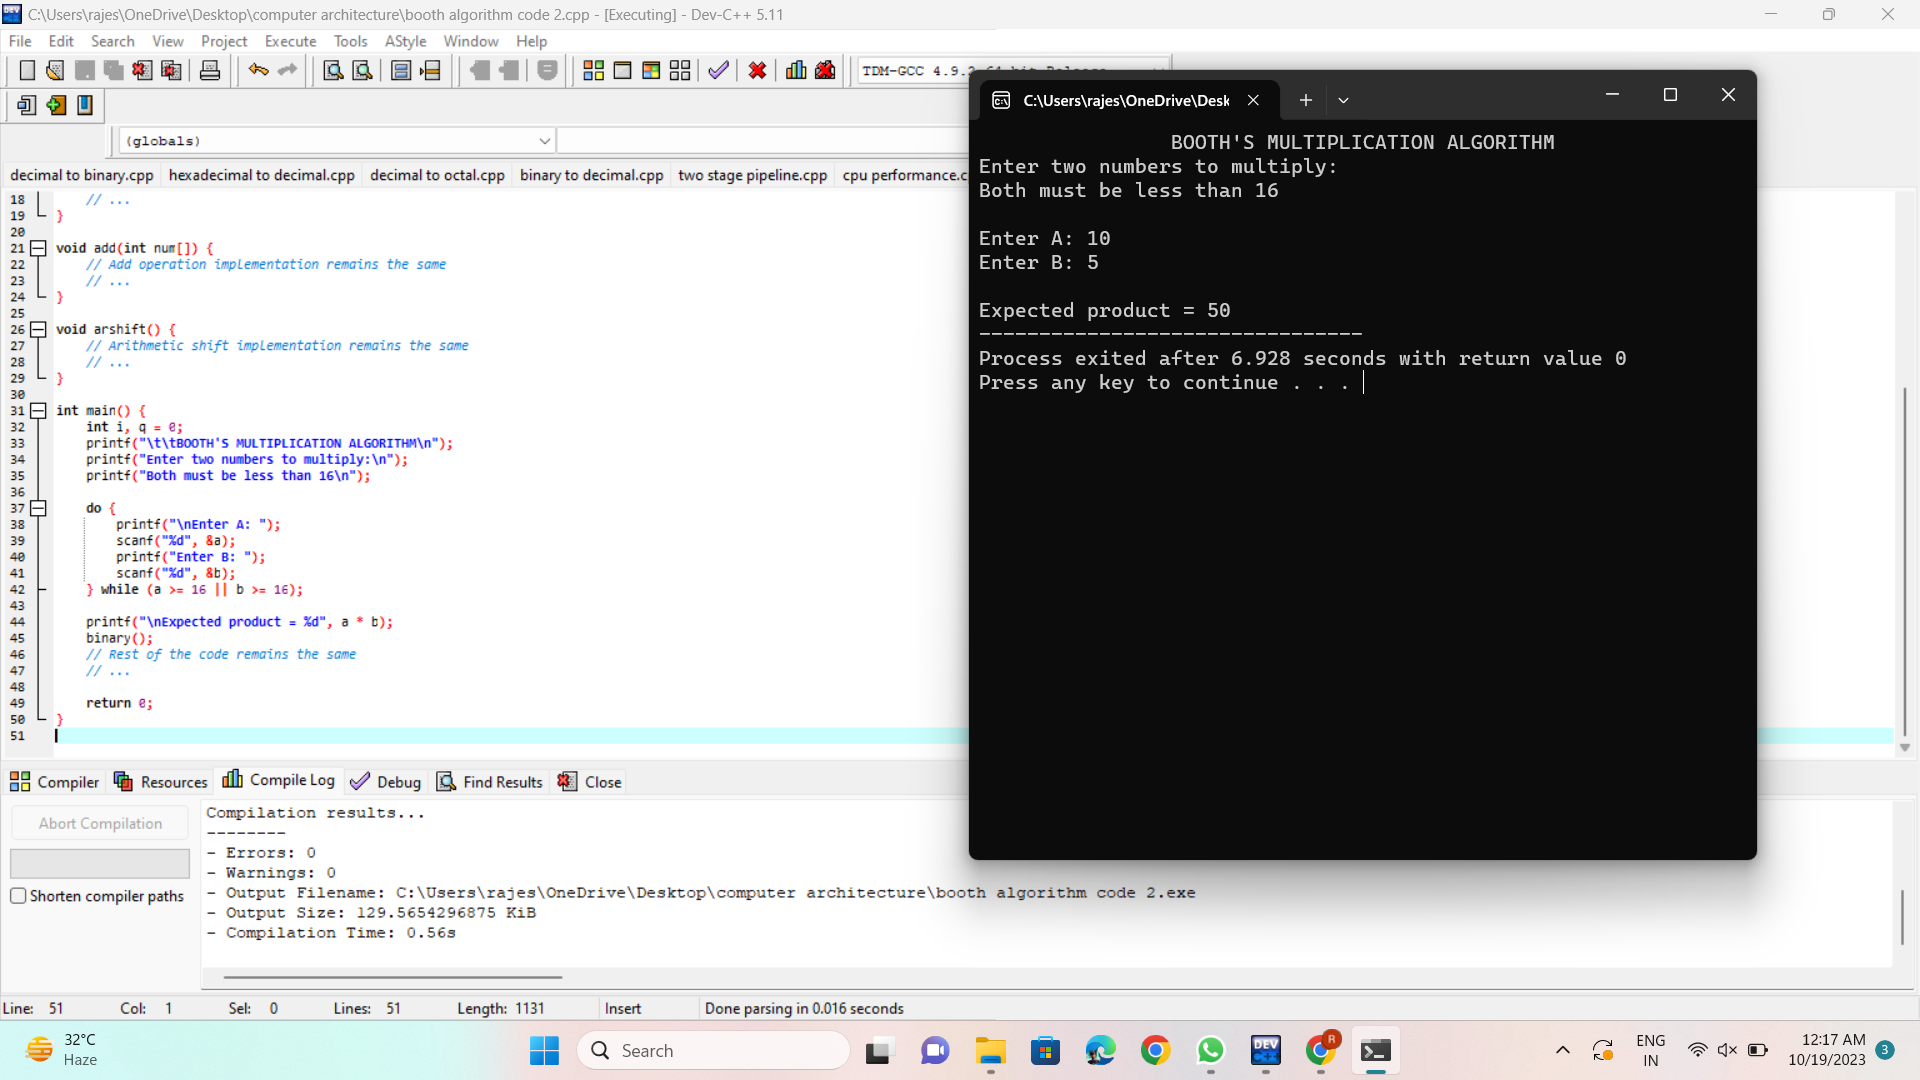 C:\Users\rajes\OneDrive\Desktop\computer architecture\booth algorithm code 2.cpp - [Executing] - Dev-C++ 5.11
File Edit Search View Project Execute Tools AStyle Window Help
TDM-GCC 4.9.2 64-bit Release
(globals)
decimal to binary.cpp hexadecimal to decimal.cpp decimal to octal.cpp binary to decimal.cpp two stage pipeline.cpp cpu performance.c
18 // ...
19 }
20
21 void add(int num[]) {
22 // Add operation implementation remains the same
23 // ...
24 }
25
26 void arshift() {
27 // Arithmetic shift implementation remains the same
28 // ...
29 }
30
31 int main() {
32 int i, q = 0;
33 printf("\t\tBOOTH'S MULTIPLICATION ALGORITHM\n");
34 printf("Enter two numbers to multiply:\n");
35 printf("Both must be less than 16\n");
36
37 do {
38 printf("\nEnter A: ");
39 scanf("%d", &a);
40 printf("Enter B: ");
41 scanf("%d", &b);
42 } while (a >= 16 || b >= 16);
43
44 printf("\nExpected product = %d", a * b);
45 binary();
46 // Rest of the code remains the same
47 // ...
48
49 return 0;
50 }
51
C:\Users\rajes\OneDrive\Desk
BOOTH'S MULTIPLICATION ALGORITHM
Enter two numbers to multiply:
Both must be less than 16
Enter A: 10
Enter B: 5
Expected product = 50
--------------------------------
Process exited after 6.928 seconds with return value 0
Press any key to continue . . .
Compiler Resources Compile Log Debug Find Results Close
Abort Compilation
Shorten compiler paths
Compilation results...
--------
- Errors: 0
- Warnings: 0
- Output Filename: C:\Users\rajes\OneDrive\Desktop\computer architecture\booth algorithm code 2.exe
- Output Size: 129.5654296875 KiB
- Compilation Time: 0.56s
Line: 51 Col: 1 Sel: 0 Lines: 51 Length: 1131 Insert Done parsing in 0.016 seconds
32°C
Haze
Search
DEV
C++
R
ENG
IN
12:17 AM
10/19/2023
3